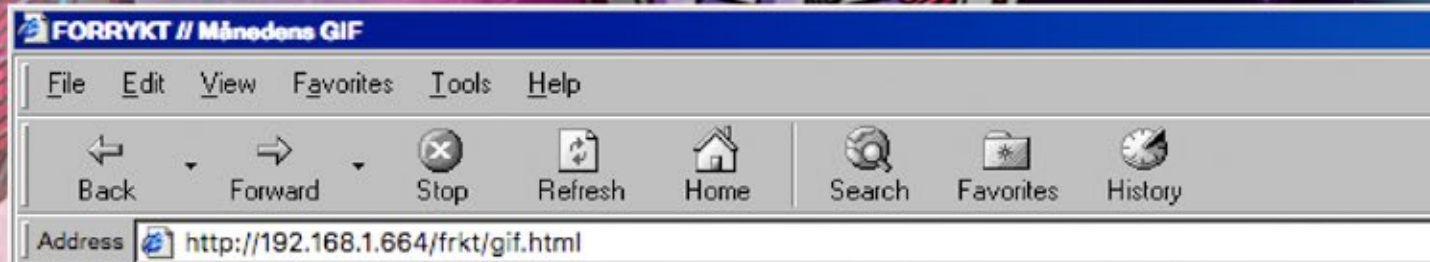 FORRYKT // Månedens GIF
File Edit View Favorites Tools Help
Back Forward Stop Refresh Home Search Favorites History
Address http://192.168.1.664/frkt/gif.html